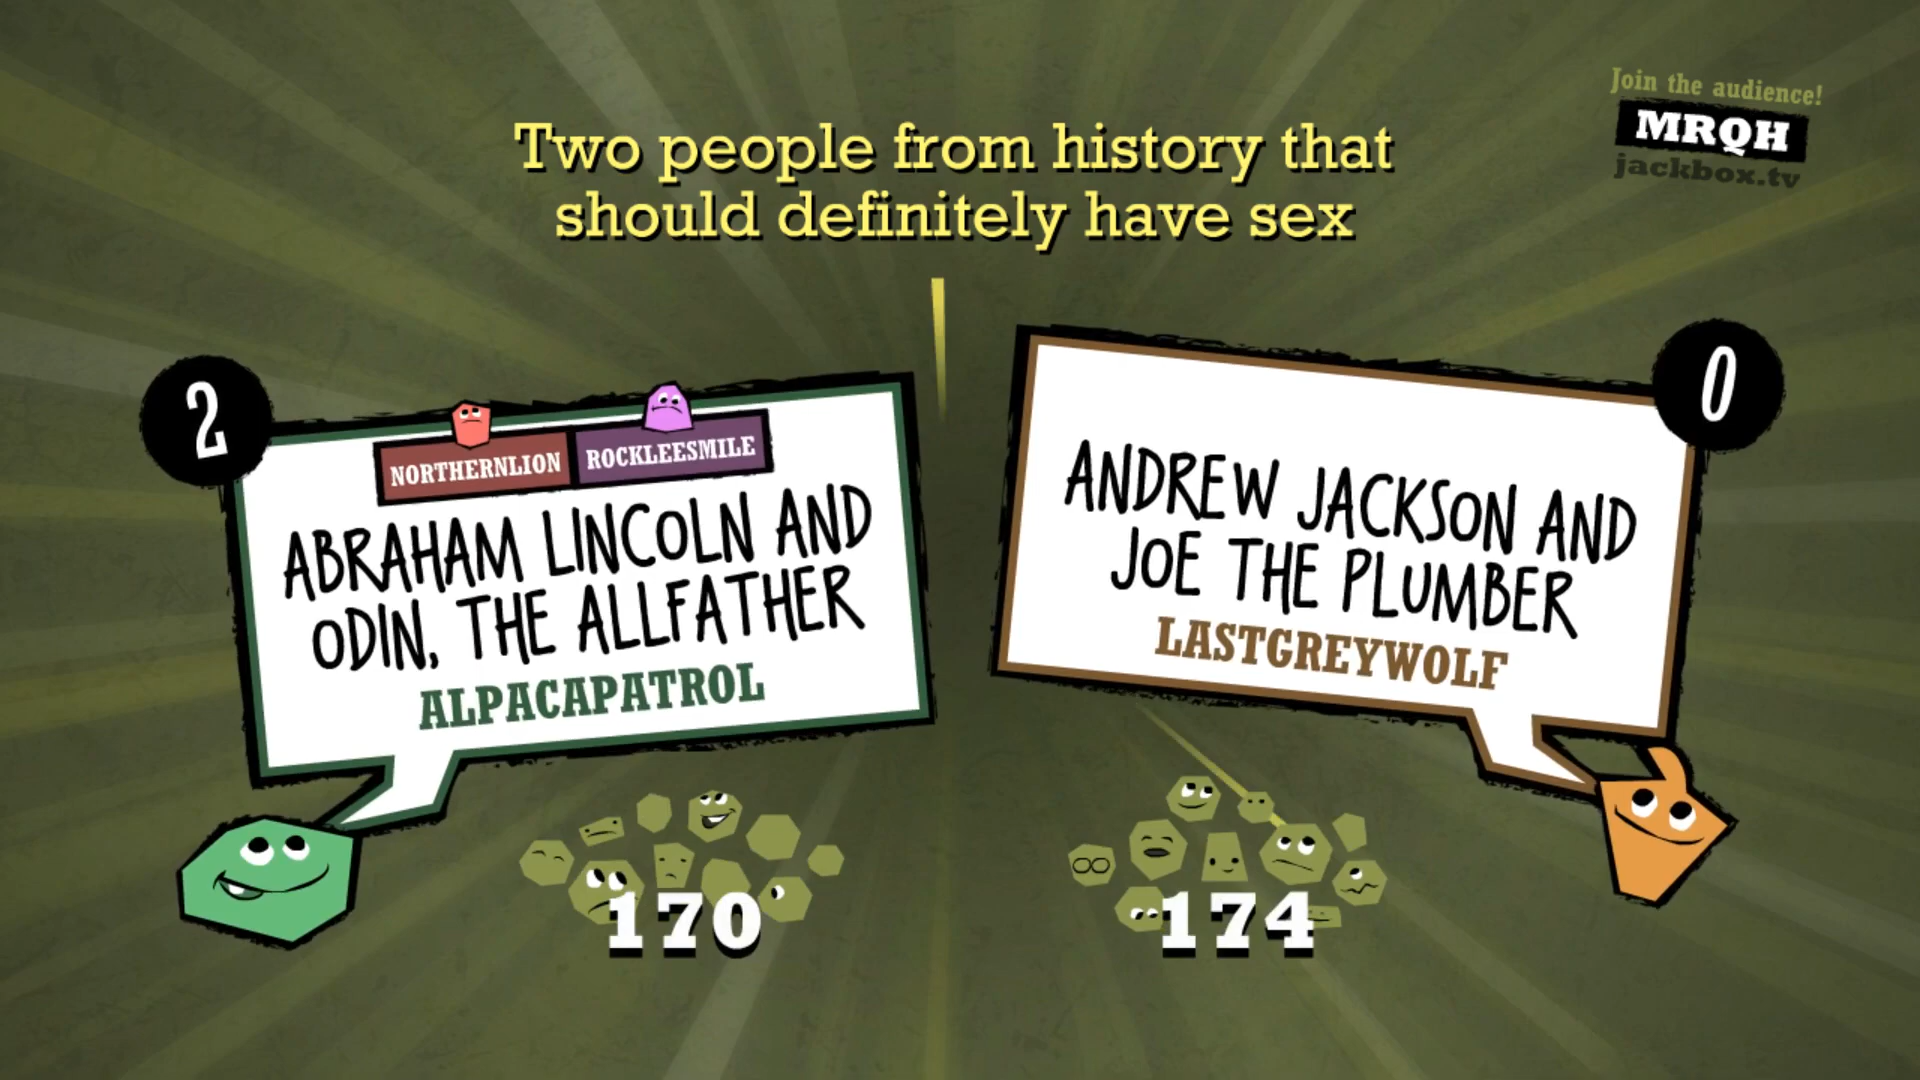 Join the audience!
MRQH
jackbox.tv
Two people from history that
should definitely have sex
2
NORTHERNLION
ROCKLEESMILE
ABRAHAM LINCOLN AND
ODIN, THE ALLFATHER
ALPACAPATROL
170
0
ANDREW JACKSON AND
JOE THE PLUMBER
LASTGREYWOLF
174